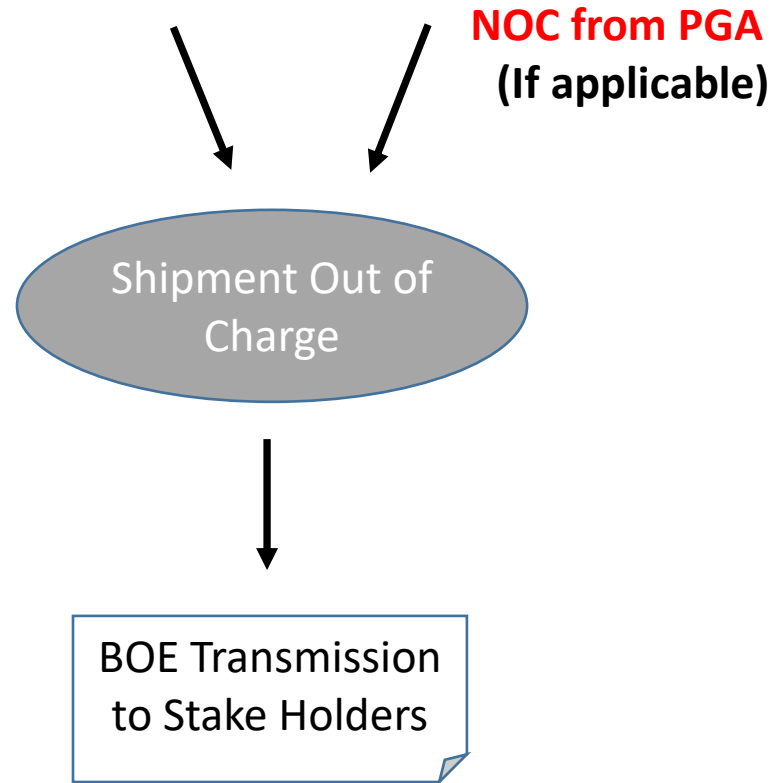 NOC from PGA
(If applicable)
Shipment Out of
Charge
BOE Transmission
to Stake Holders